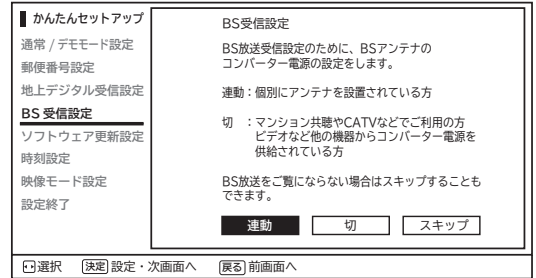 かんたんセットアップ
通常 / デモモード設定
郵便番号設定
地上デジタル受信設定
BS 受信設定
ソフトウェア更新設定
時刻設定
映像モード設定
設定終了
BS受信設定
BS放送受信設定のために、BSアンテナの
コンバーター電源の設定をします。
連動：個別にアンテナを設置されている方
切　：マンション共聴やCATVなどでご利用の方
ビデオなど他の機器からコンバーター電源を
供給されている方
BS放送をご覧にならない場合はスキップすることも
できます。
連動　切　スキップ
選択　決定 設定・次画面へ　戻る 前画面へ